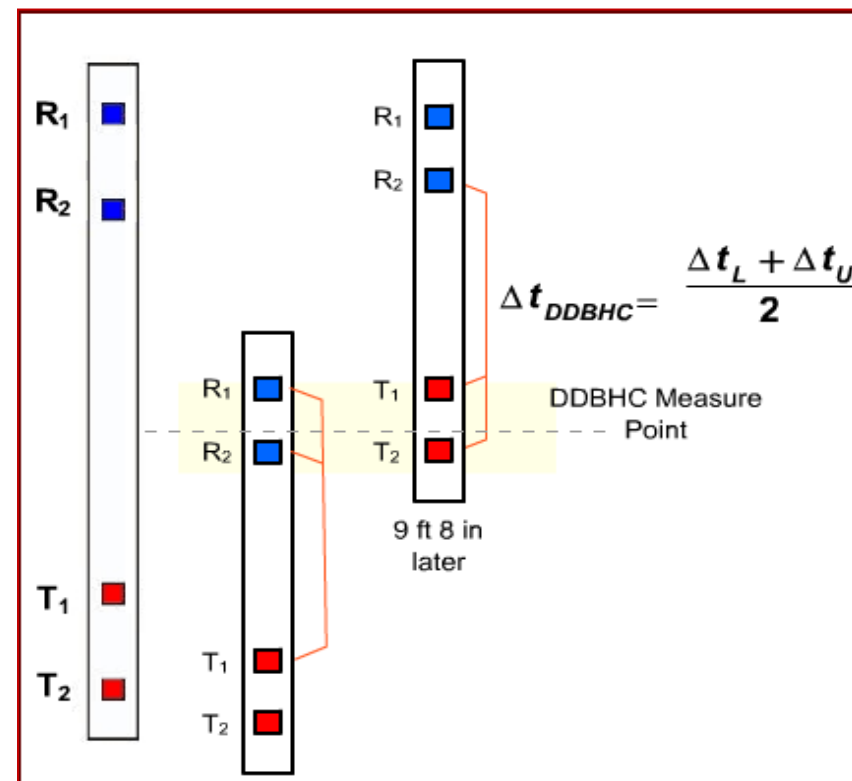 R₁
R₂
T₁
T₂
R₁
R₂
T₁
T₂
R₁
R₂
T₁
T₂
9 ft 8 in
later
Δt_DDBHC = (Δt_L + Δt_U) / 2
DDBHC Measure
Point